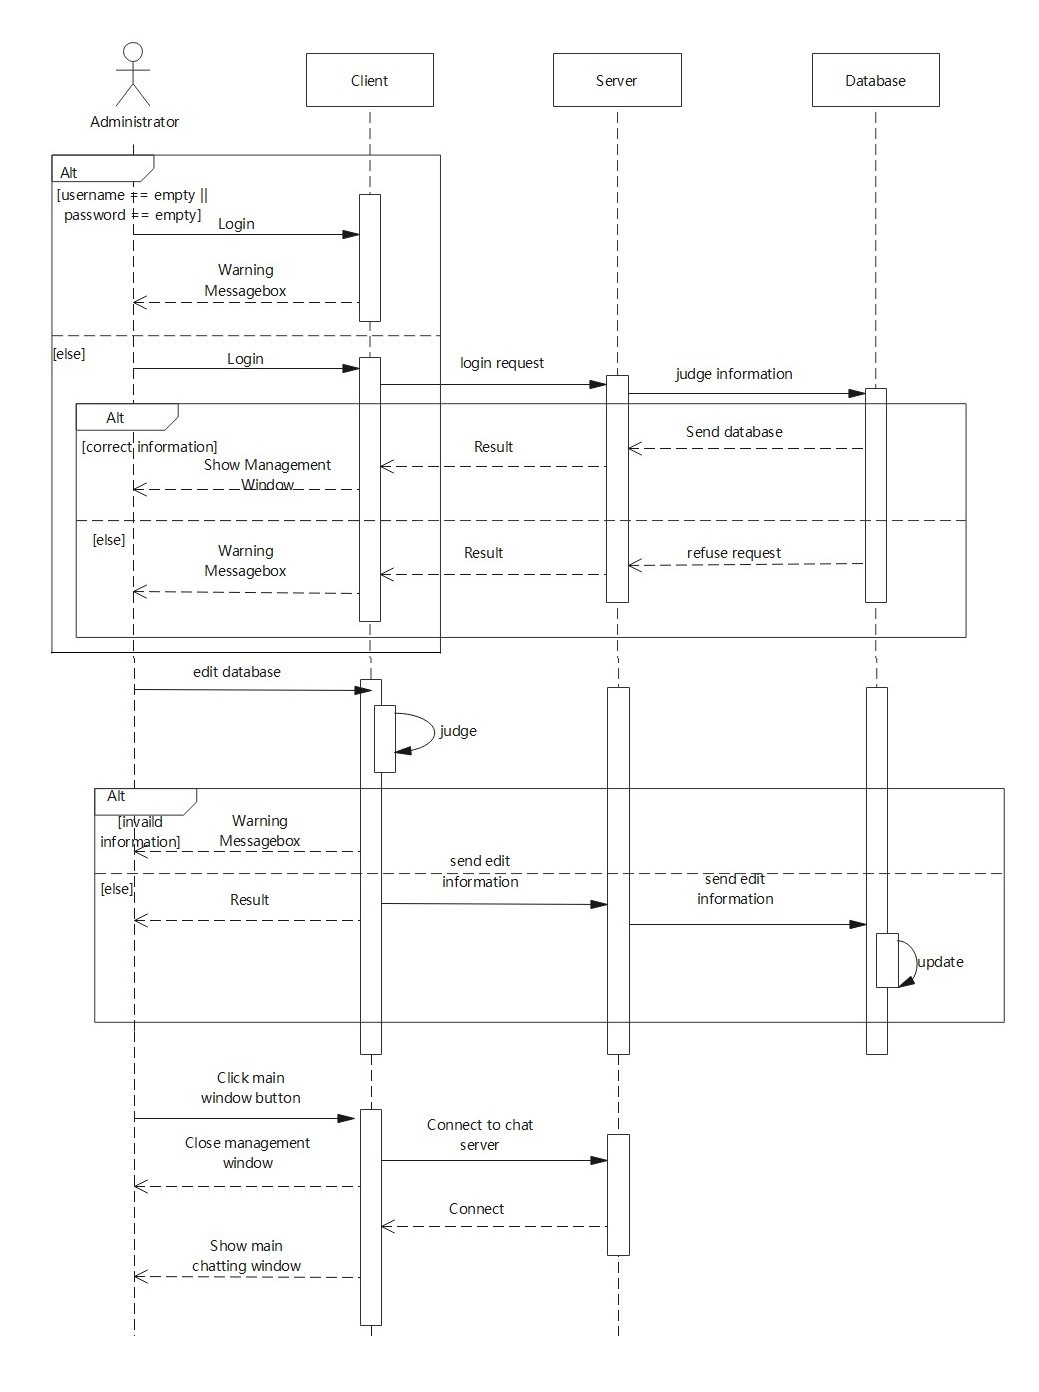 Client
Server
Database
Administrator
Alt
[username == empty ||
password == empty]
Login
Warning
Messagebox
[else]
Login
login request
judge information
Alt
[correct information]
Send database
Result
Show Management
Window
[else]
Warning
Messagebox
Result
refuse request
edit database
judge
Alt
[invaild
information]
Warning
Messagebox
send edit
information
[else]
Result
send edit
information
update
Click main
window button
Connect to chat
server
Close management
window
Connect
Show main
chatting window